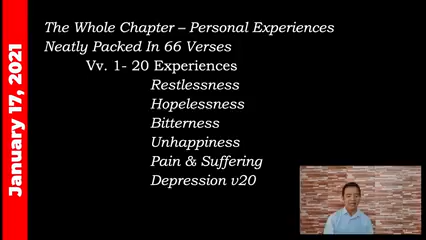 The Whole Chapter – Personal Experiences
Neatly Packed In 66 Verses
Vv. 1- 20 Experiences
Restlessness
Hopelessness
Bitterness
Unhappiness
Pain & Suffering
Depression v20
January 17, 2021